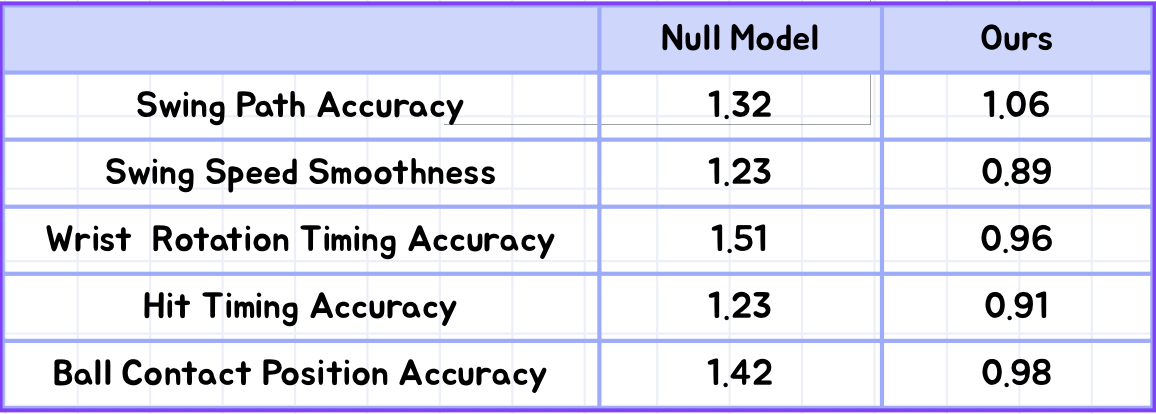 Null Model Ours
Swing Path Accuracy 1.32 1.06
Swing Speed Smoothness 1.23 0.89
Wrist Rotation Timing Accuracy 1.51 0.96
Hit Timing Accuracy 1.23 0.91
Ball Contact Position Accuracy 1.42 0.98